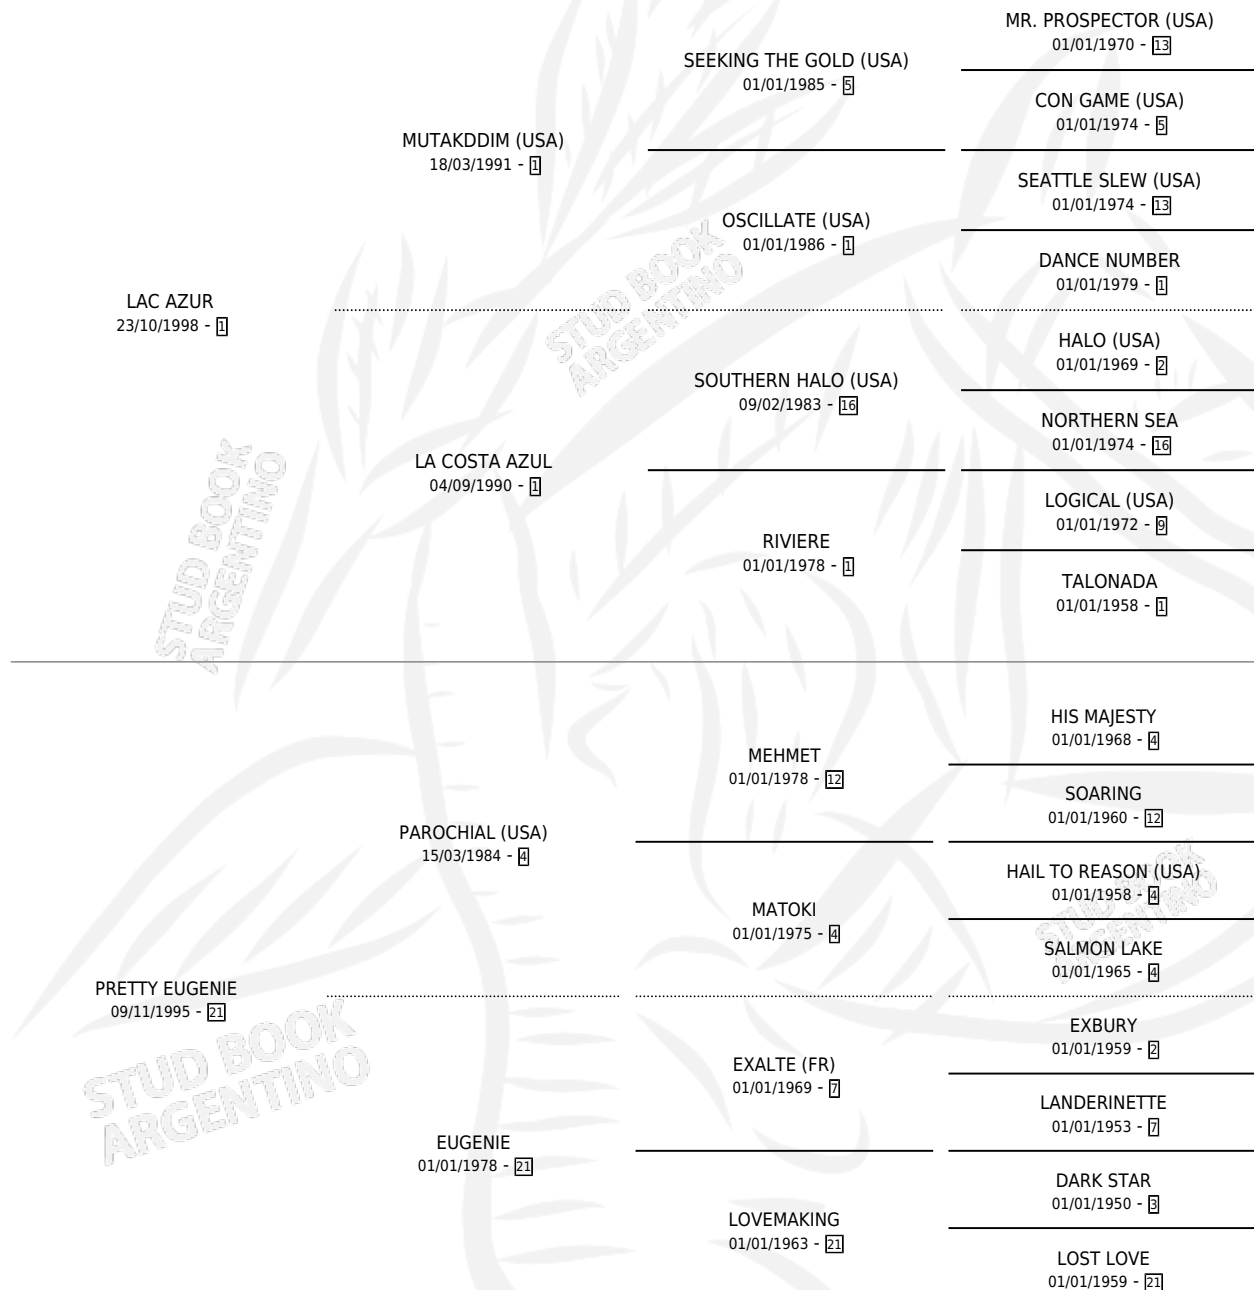 MR. PROSPECTOR (USA)
01/01/1970 - 13
SEEKING THE GOLD (USA)
01/01/1985 - 5
CON GAME (USA)
01/01/1974 - 5
MUTAKDDIM (USA)
18/03/1991 - 1
SEATTLE SLEW (USA)
01/01/1974 - 13
OSCILLATE (USA)
01/01/1986 - 1
DANCE NUMBER
01/01/1979 - 1
LAC AZUR
23/10/1998 - 1
HALO (USA)
01/01/1969 - 2
SOUTHERN HALO (USA)
09/02/1983 - 16
NORTHERN SEA
01/01/1974 - 16
LA COSTA AZUL
04/09/1990 - 1
LOGICAL (USA)
01/01/1972 - 9
RIVIERE
01/01/1978 - 1
TALONADA
01/01/1958 - 1
HIS MAJESTY
01/01/1968 - 4
MEHMET
01/01/1978 - 12
SOARING
01/01/1960 - 12
PAROCHIAL (USA)
15/03/1984 - 4
HAIL TO REASON (USA)
01/01/1958 - 4
MATOKI
01/01/1975 - 4
SALMON LAKE
01/01/1965 - 4
PRETTY EUGENIE
09/11/1995 - 21
EXBURY
01/01/1959 - 2
EXALTE (FR)
01/01/1969 - 7
LANDERINETTE
01/01/1953 - 7
EUGENIE
01/01/1978 - 21
DARK STAR
01/01/1950 - 3
LOVEMAKING
01/01/1963 - 21
LOST LOVE
01/01/1959 - 21
STUD BOOK
ARGENTINO
STUD BOOK
ARGENTINO
STUD BOOK
ARGENTINO
STUD BOOK
ARGENTINO